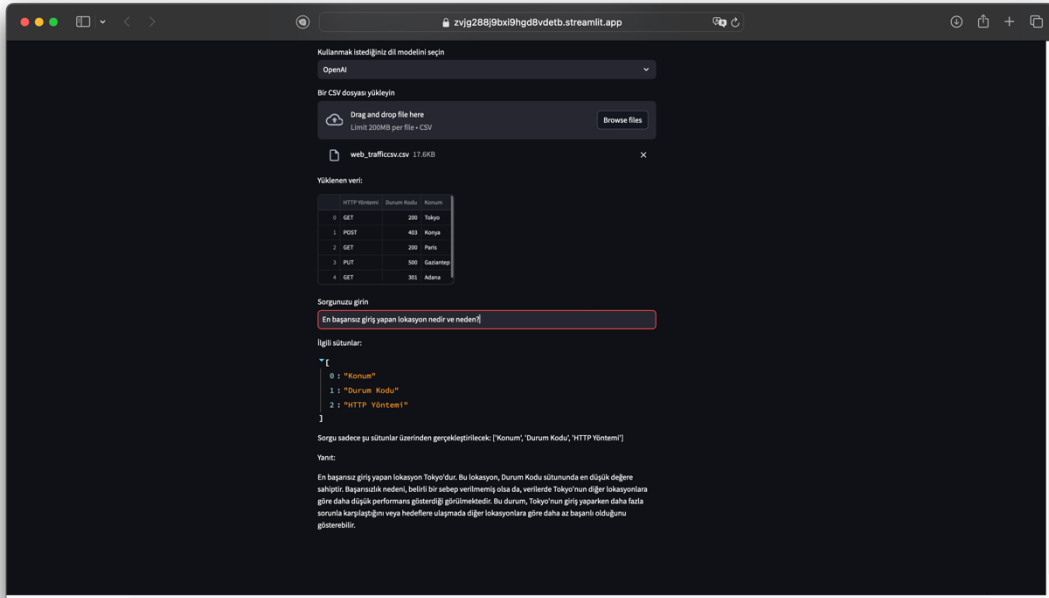 zvjg288j9bxi9hgd8vdetb.streamlit.app
Kullanmak istediğiniz dil modelini seçin
OpenAI
Bir CSV dosyası yükleyin
Drag and drop file here
Limit 200MB per file • CSV
Browse files
web_trafficcsv.csv 17.6KB
Yüklenen veri:
HTTP Yöntemi Durum Kodu Konum
0 GET 200 Tokyo
1 POST 403 Konya
2 GET 200 Paris
3 PUT 500 Gaziantep
4 GET 301 Adana
Sorgunuzu girin
En başarısız giriş yapan lokasyon nedir ve neden?
İlgili sütunlar:
[
0 : "Konum"
1 : "Durum Kodu"
2 : "HTTP Yöntemi"
]
Sorgu sadece şu sütunlar üzerinden gerçekleştirilecek: ['Konum', 'Durum Kodu', 'HTTP Yöntemi']
Yanıt:
En başarısız giriş yapan lokasyon Tokyo'dur. Bu lokasyon, Durum Kodu sütununda en düşük değere
sahiptir. Başarısızlık nedeni, belirli bir sebep verilmemiş olsa da, verilerde Tokyo'nun diğer lokasyonlara
göre daha düşük performans gösterdiği görülmektedir. Bu durum, Tokyo'nun giriş yaparken daha fazla
sorunla karşılaştığını veya hedeflere ulaşmada diğer lokasyonlara göre daha az başarılı olduğunu
gösterebilir.